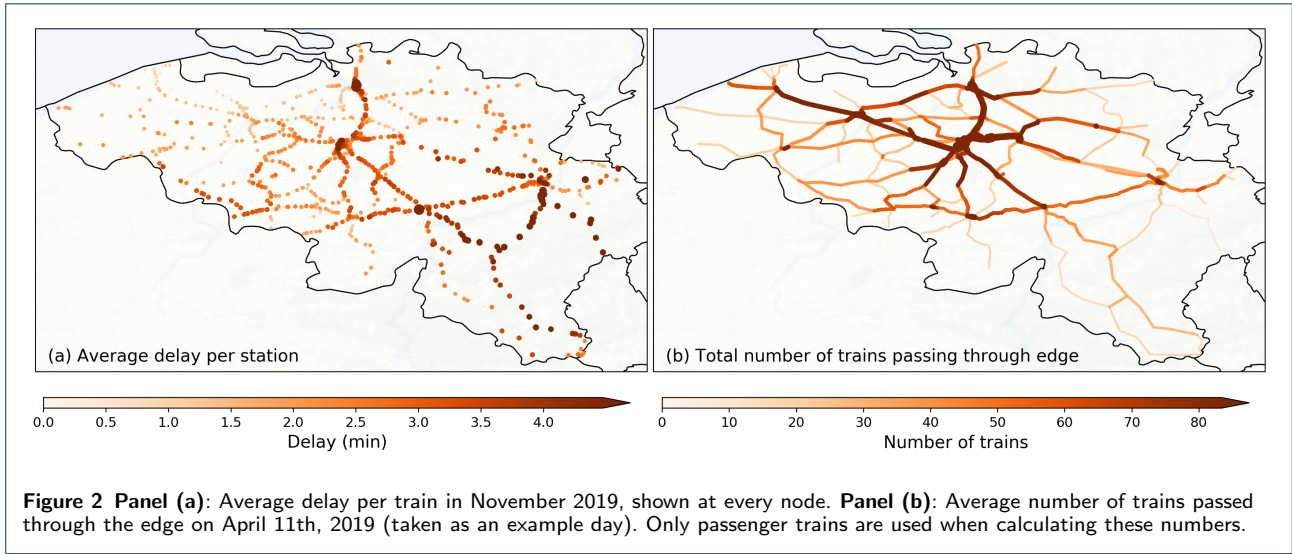 (a) Average delay per station
(b) Total number of trains passing through edge
0.0 0.5 1.0 1.5 2.0 2.5 3.0 3.5 4.0
Delay (min)
0 10 20 30 40 50 60 70 80
Number of trains
Figure 2 Panel (a): Average delay per train in November 2019, shown at every node. Panel (b): Average number of trains passed
through the edge on April 11th, 2019 (taken as an example day). Only passenger trains are used when calculating these numbers.